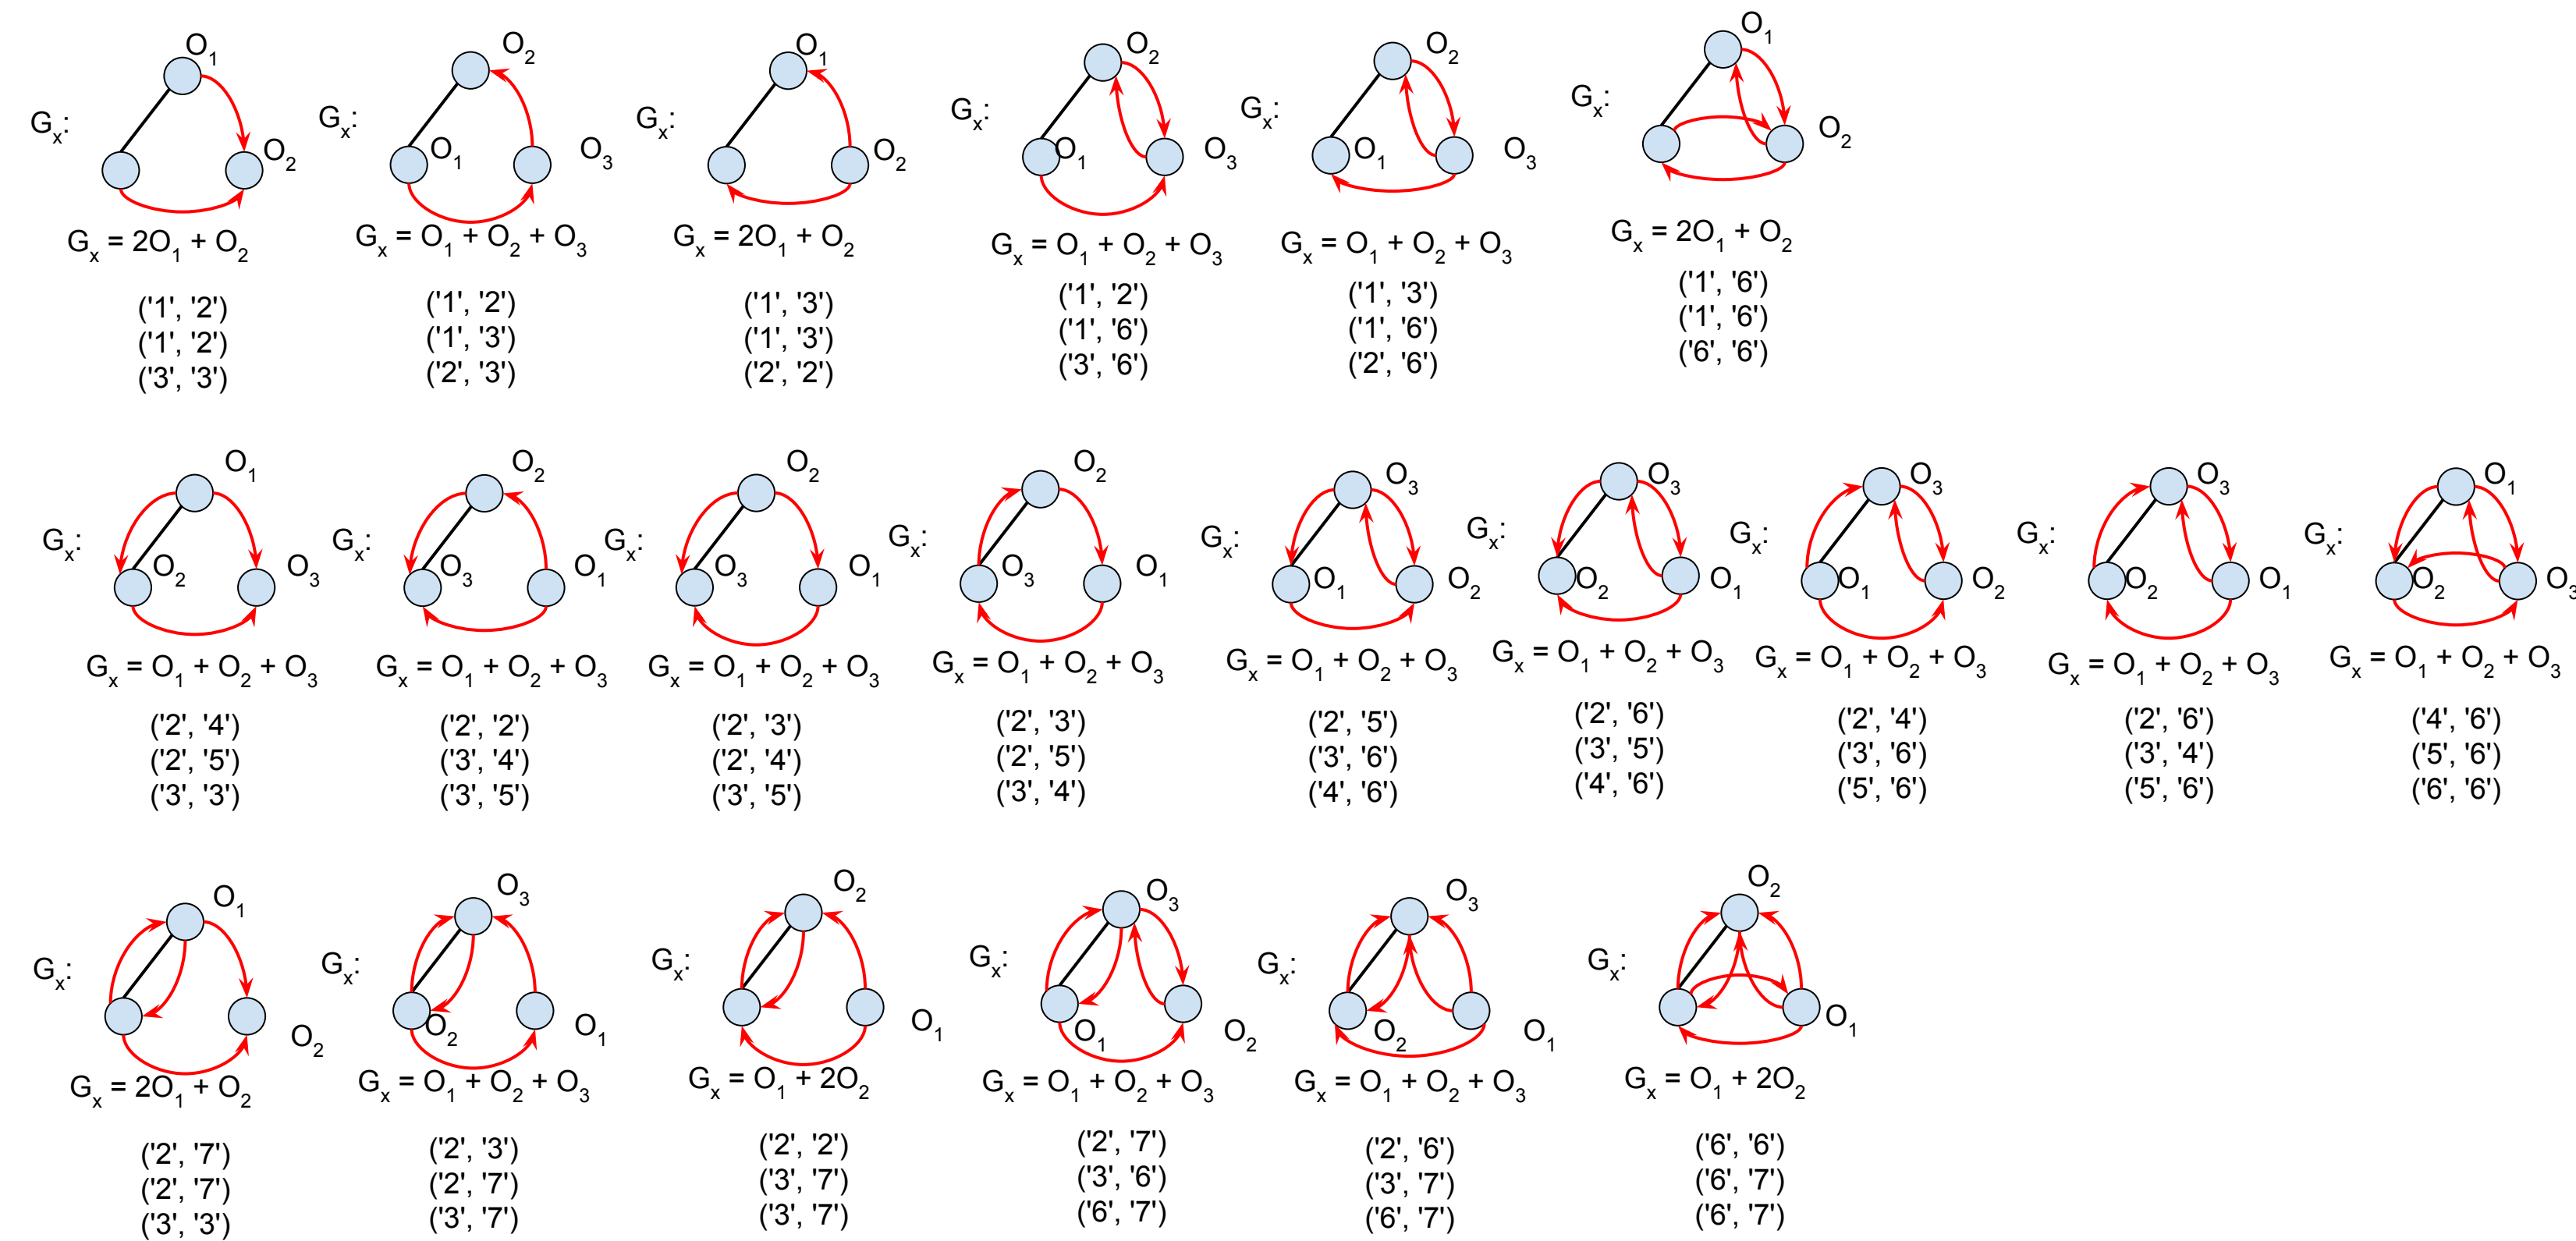 O1
Gx:
O2
Gx = 2O1 + O2
('1', '2')
('1', '2')
('3', '3')
O2
Gx:
O1
O3
Gx = O1 + O2 + O3
('1', '2')
('1', '3')
('2', '3')
O1
Gx:
O2
Gx = 2O1 + O2
('1', '3')
('1', '3')
('2', '2')
O2
Gx:
O1
O3
Gx = O1 + O2 + O3
('1', '2')
('1', '6')
('3', '6')
O2
Gx:
O1
O3
Gx = O1 + O2 + O3
('1', '3')
('1', '6')
('2', '6')
O1
Gx:
O2
Gx = 2O1 + O2
('1', '6')
('1', '6')
('6', '6')
O1
Gx:
O2
O3
Gx = O1 + O2 + O3
('2', '4')
('2', '5')
('3', '3')
O2
Gx:
O3
O1
Gx = O1 + O2 + O3
('2', '2')
('3', '4')
('3', '5')
O2
Gx:
O3
O1
Gx = O1 + O2 + O3
('2', '3')
('2', '4')
('3', '5')
O2
Gx:
O3
O1
Gx = O1 + O2 + O3
('2', '3')
('2', '5')
('3', '4')
O3
Gx:
O1
O2
Gx = O1 + O2 + O3
('2', '5')
('3', '6')
('4', '6')
O3
Gx:
O2
O1
Gx = O1 + O2 + O3
('2', '6')
('3', '5')
('4', '6')
O3
Gx:
O1
O2
Gx = O1 + O2 + O3
('2', '4')
('3', '6')
('5', '6')
O3
Gx:
O2
O1
Gx = O1 + O2 + O3
('2', '6')
('3', '4')
('5', '6')
O1
Gx:
O2
O3
Gx = O1 + O2 + O3
('4', '6')
('5', '6')
('6', '6')
O1
Gx:
O2
Gx = 2O1 + O2
('2', '7')
('2', '7')
('3', '3')
O3
Gx:
O2
O1
Gx = O1 + O2 + O3
('2', '3')
('2', '7')
('3', '7')
O2
Gx:
O1
Gx = O1 + 2O2
('2', '2')
('3', '7')
('3', '7')
O3
Gx:
O1
O2
Gx = O1 + O2 + O3
('2', '7')
('3', '6')
('6', '7')
O3
Gx:
O2
O1
Gx = O1 + O2 + O3
('2', '6')
('3', '7')
('6', '7')
O2
Gx:
O1
Gx = O1 + 2O2
('6', '6')
('6', '7')
('6', '7')